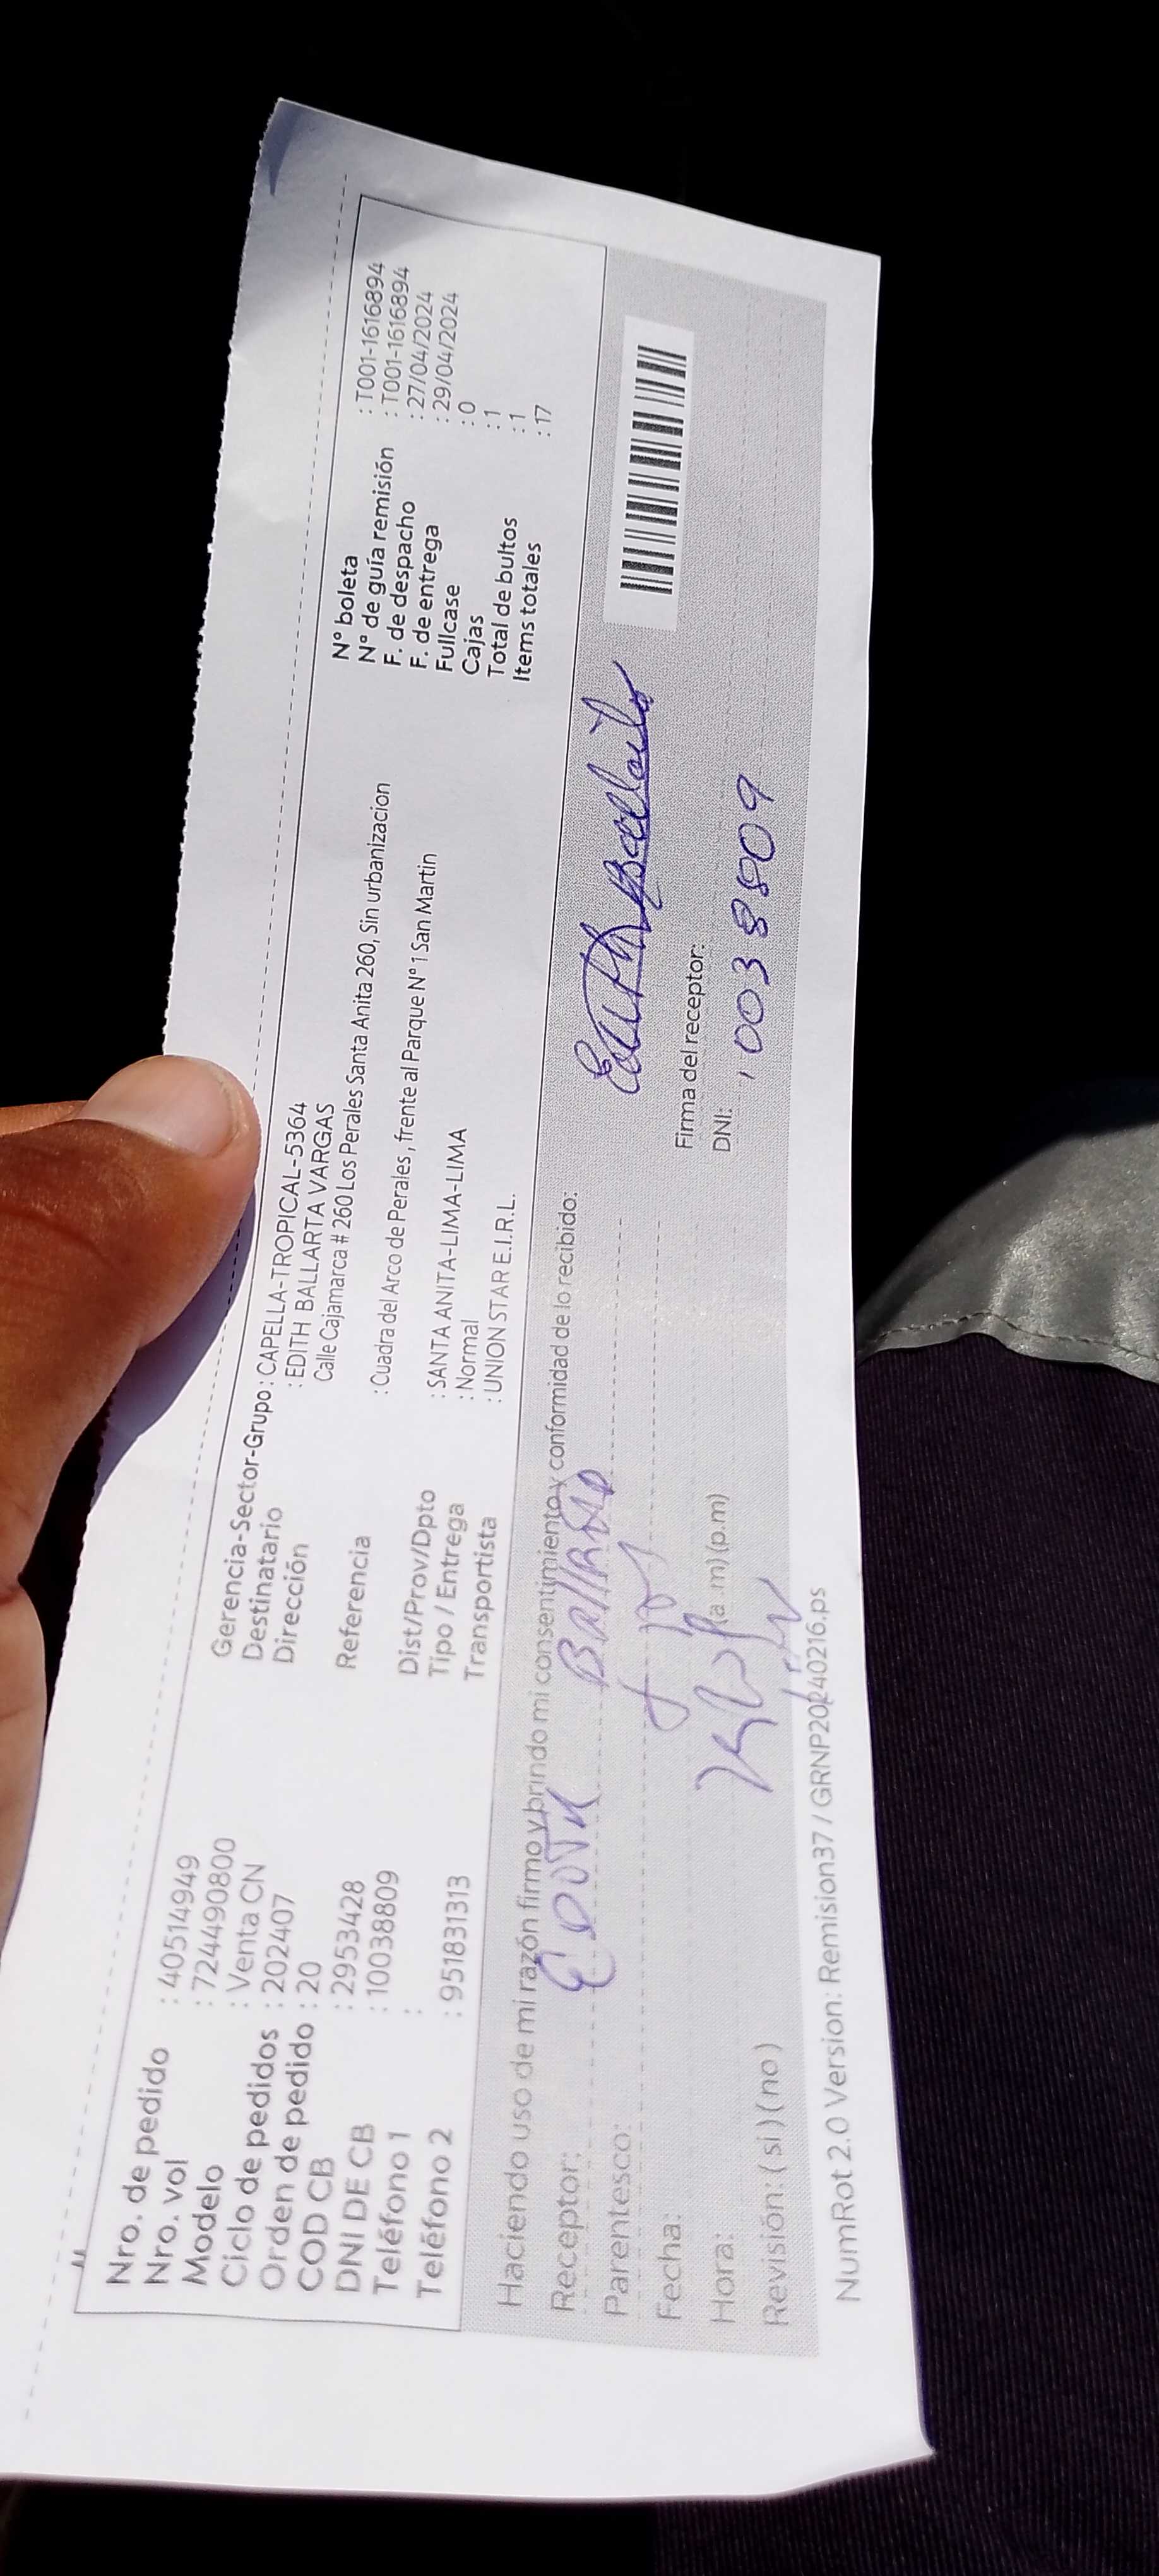 Nro. de pedido : 40514949
Nro. vol : 7244490800
Modelo : Venta CN
Ciclo de pedidos : 202407
Orden de pedido : 20
COD CB : 2953428
DNI DE CB : 10038809
Teléfono 1 :
Teléfono 2 : 951831313
Gerencia-Sector-Grupo : CAPELLA-TROPICAL-5364
Destinatario : EDITH BALLARTA VARGAS
Dirección Calle Cajamarca # 260 Los Perales Santa Anita 260, Sin urbanizacion
Referencia : Cuadra del Arco de Perales , frente al Parque N° 1 San Martin
Dist/Prov/Dpto : SANTA ANITA-LIMA-LIMA
Tipo / Entrega : Normal
Transportista : UNION STAR E.I.R.L.
N° boleta : T001-1616894
N° de guía remisión : T001-1616894
F. de despacho : 27/04/2024
F. de entrega : 29/04/2024
Fullcase : 0
Cajas : 1
Total de bultos : 1
Items totales : 17
Haciendo uso de mi razón firmo y brindo mi consentimiento y conformidad de lo recibido:
Receptor: EDITH Ballarta
Parentesco:
Fecha:
Hora: (a .m) (p.m)
Revisión: ( si ) ( no )
Firma del receptor:
DNI: 10038809
NumRot 2.0 Version: Remision37 / GRNP20240216.ps